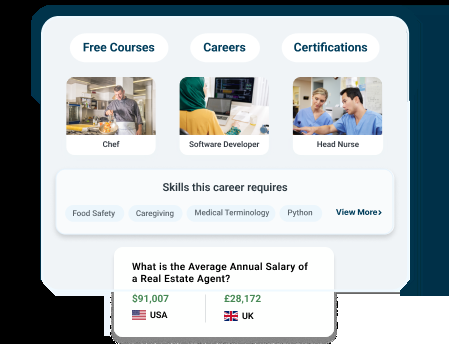 Free Courses
Careers
Certifications
Chef
Software Developer
Head Nurse
Skills this career requires
Food Safety
Caregiving
Medical Terminology
Python
View More>
What is the Average Annual Salary of
a Real Estate Agent?
$91,007
£28,172
USA
UK